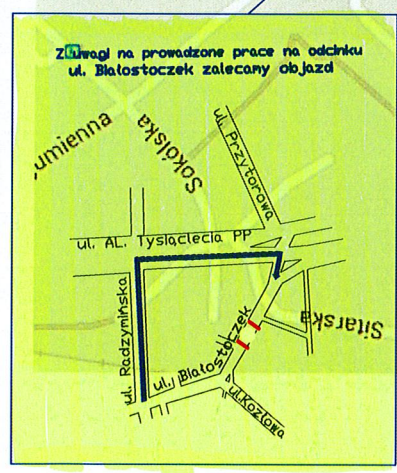 Z uwagi na prowadzone prace na odcinku
ul. Białostoczek zalecamy objazd
umienna
Sokólska
ul. Przytorowa
ul. AL. Tysiąclecia PP
ul. Radzymińska
ul. Białostoczek
Sitarska
ul.Kozłowa